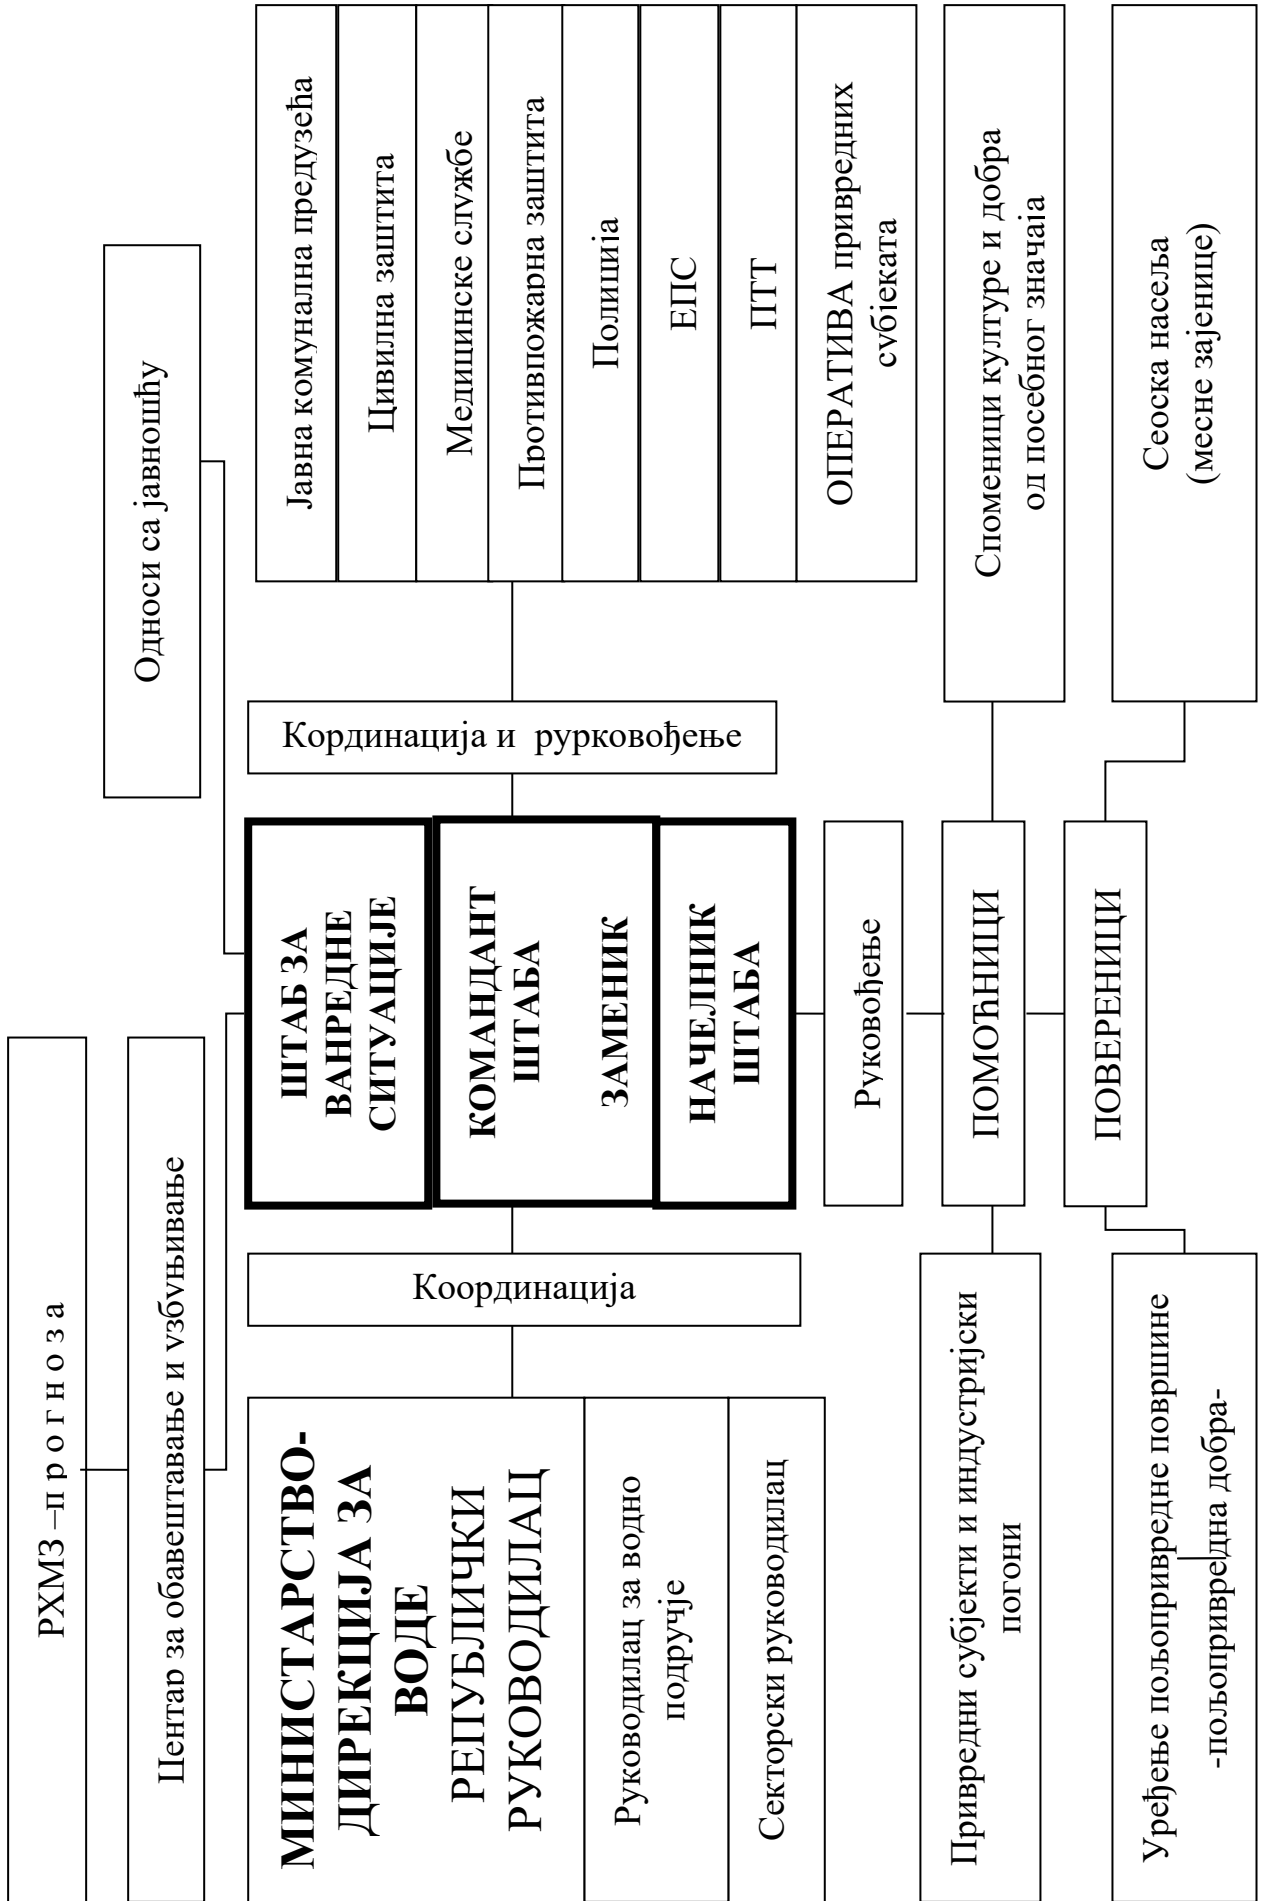 РХМЗ –п р о г н о з а
Центар за обавештавање и узбуњивање
Односи са јавношћу
МИНИСТАРСТВО-
ДИРЕКЦИЈА ЗА
ВОДЕ
РЕПУБЛИЧКИ
РУКОВОДИЛАЦ
Руководилац за водно
подручје
Секторски руководилац
Координација
ШТАБ ЗА
ВАНРЕДНЕ
СИТУАЦИЈЕ
КОМАНДАНТ
ШТАБА
ЗАМЕНИК
НАЧЕЛНИК
ШТАБА
Кординација и рурковођење
Јавна комунална предузећа
Цивилна заштита
Медицинске службе
Противпожарна заштита
Полиција
ЕПС
ПТТ
ОПЕРАТИВА привредних
субјеката
Руковођење
Привредни субјекти и индустријски
погони
ПОМОЋНИЦИ
Споменици културе и добра
од посебног значаја
Уређење пољопривредне површине
-пољопривредна добра-
ПОВЕРЕНИЦИ
Сеоска насеља
(месне зајенице)